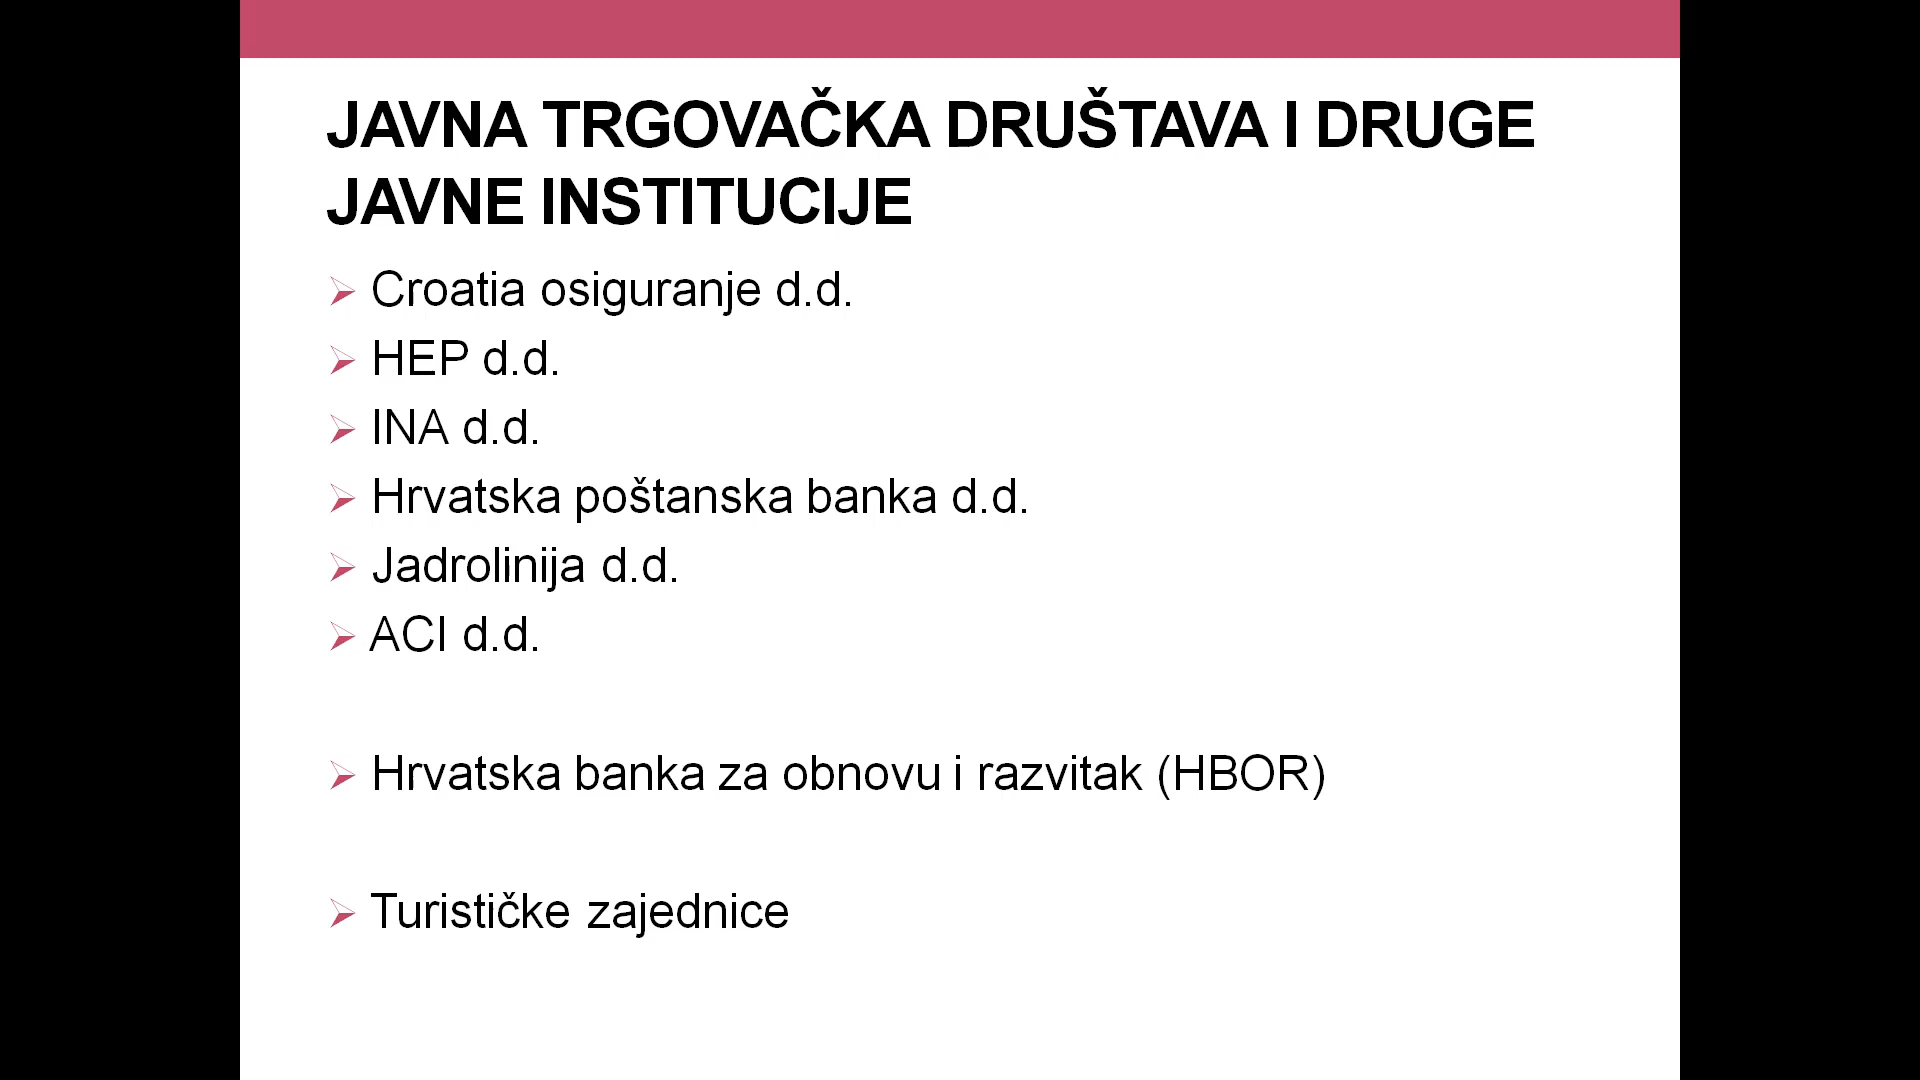 JAVNA TRGOVAČKA DRUŠTAVA I DRUGE
JAVNE INSTITUCIJE
Croatia osiguranje d.d.
HEP d.d.
INA d.d.
Hrvatska poštanska banka d.d.
Jadrolinija d.d.
ACI d.d.
Hrvatska banka za obnovu i razvitak (HBOR)
Turističke zajednice